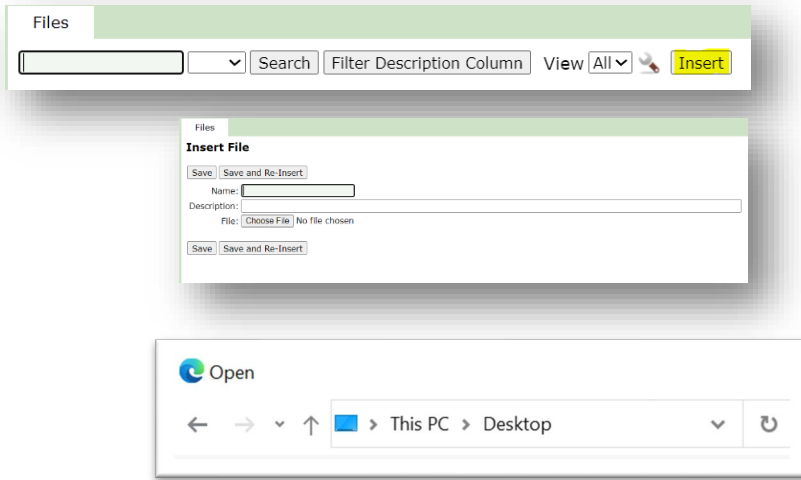 Files
Search Filter Description Column View All Insert
Files
Insert File
Save Save and Re-Insert
Name:
Description:
File: Choose File No file chosen
Save Save and Re-Insert
Open
This PC > Desktop